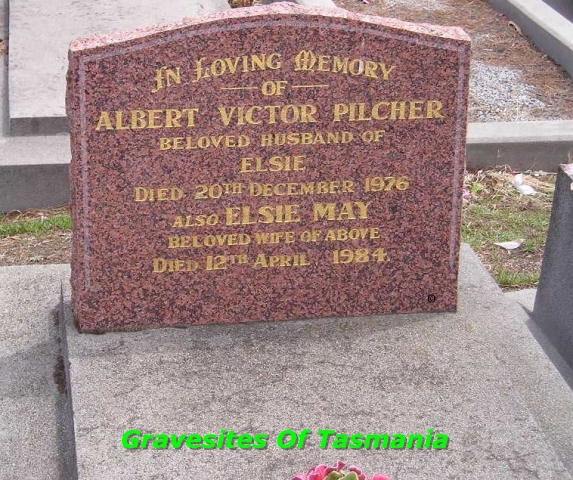 In Loving Memory
— OF —
ALBERT VICTOR PILCHER
BELOVED HUSBAND OF
ELSIE
DIED 20TH DECEMBER 1976
ALSO ELSIE MAY
BELOVED WIFE OF ABOVE
DIED 12TH APRIL 1984
Gravesites Of Tasmania